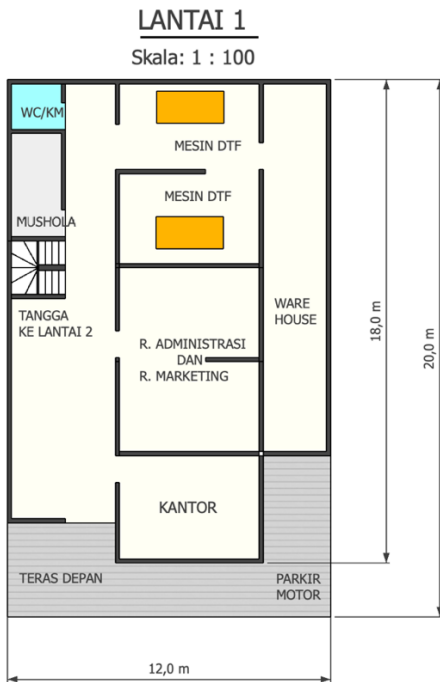 LANTAI 1
Skala: 1 : 100
WC/KM
MESIN DTF
MESIN DTF
MUSHOLA
TANGGA
KE LANTAI 2
R. ADMINISTRASI
DAN
R. MARKETING
WARE
HOUSE
18,0 m
20,0 m
KANTOR
TERAS DEPAN
PARKIR
MOTOR
12,0 m